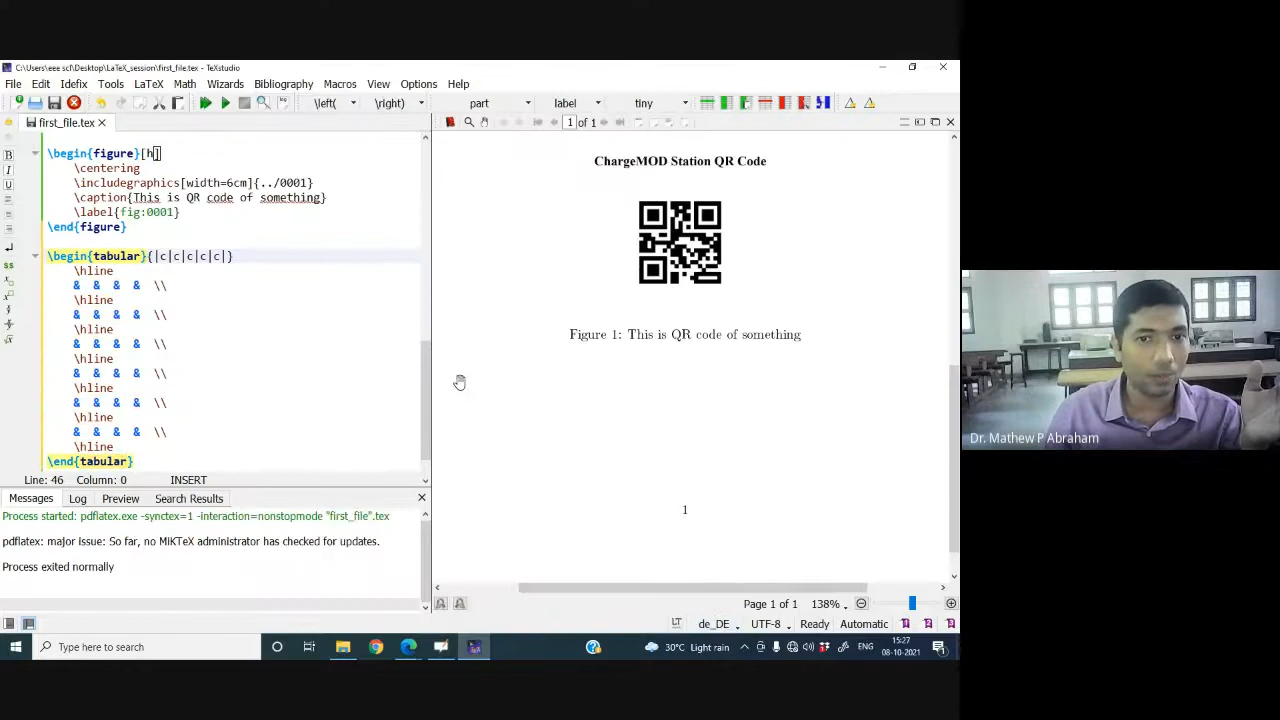 C:\Users\eee scl\Desktop\LaTeX_session\first_file.tex - TeXstudio
File Edit Idefix Tools LaTeX Math Wizards Bibliography Macros View Options Help
\left( \right) part label tiny
first_file.tex
1 of 1
\begin{figure}[h]
\centering
\includegraphics[width=6cm]{../0001}
\caption{This is QR code of something}
\label{fig:0001}
\end{figure}
\begin{tabular}{|c|c|c|c|c|}
\hline
& & & & \\
\hline
& & & & \\
\hline
& & & & \\
\hline
& & & & \\
\hline
& & & & \\
\hline
& & & & \\
\hline
\end{tabular}
Line: 46 Column: 0 INSERT
Messages Log Preview Search Results
Process started: pdflatex.exe -synctex=1 -interaction=nonstopmode "first_file".tex
pdflatex: major issue: So far, no MiKTeX administrator has checked for updates.
Process exited normally
ChargeMOD Station QR Code
Figure 1: This is QR code of something
1
Page 1 of 1 138%
de_DE UTF-8 Ready Automatic
Type here to search
30°C Light rain
ENG
15:27
08-10-2021
Dr. Mathew P Abraham